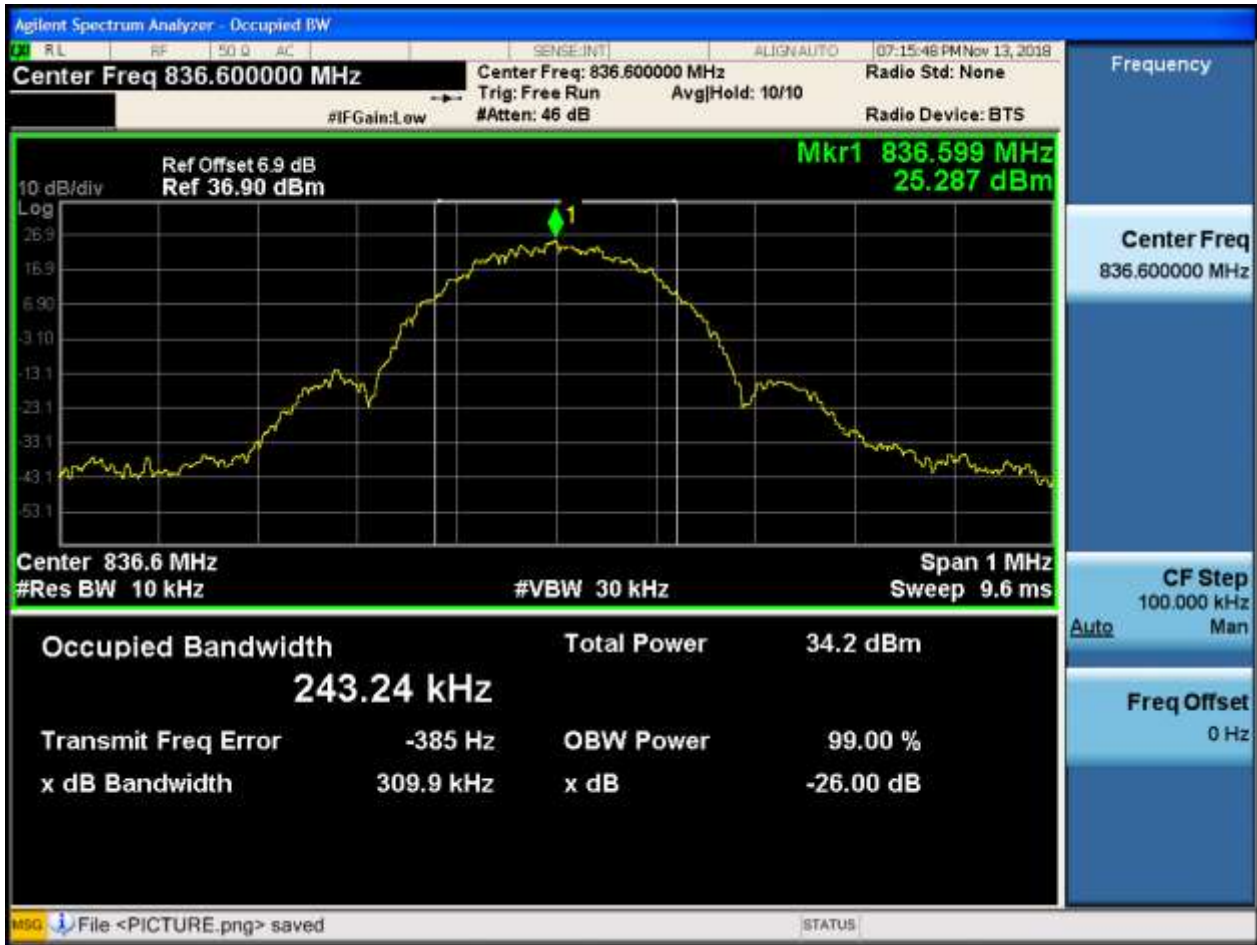 Agilent Spectrum Analyzer - Occupied BW
RL RF 50 Ω AC SENSE:INT ALIGNAUTO 07:15:48 PM Nov 13, 2018
Center Freq 836.600000 MHz
Center Freq: 836.600000 MHz Radio Std: None
Trig: Free Run Avg|Hold: 10/10
#IFGain:Low #Atten: 46 dB Radio Device: BTS
Ref Offset 6.9 dB
10 dB/div Ref 36.90 dBm
Mkr1 836.599 MHz
25.287 dBm
Log
1
26.9
16.9
6.90
-3.10
-13.1
-23.1
-33.1
-43.1
-53.1
Center 836.6 MHz Span 1 MHz
#Res BW 10 kHz #VBW 30 kHz Sweep 9.6 ms
Occupied Bandwidth Total Power 34.2 dBm
243.24 kHz
Transmit Freq Error -385 Hz OBW Power 99.00 %
x dB Bandwidth 309.9 kHz x dB -26.00 dB
Frequency
Center Freq
836.600000 MHz
CF Step
100.000 kHz
Auto Man
Freq Offset
0 Hz
MSG File <PICTURE.png> saved STATUS